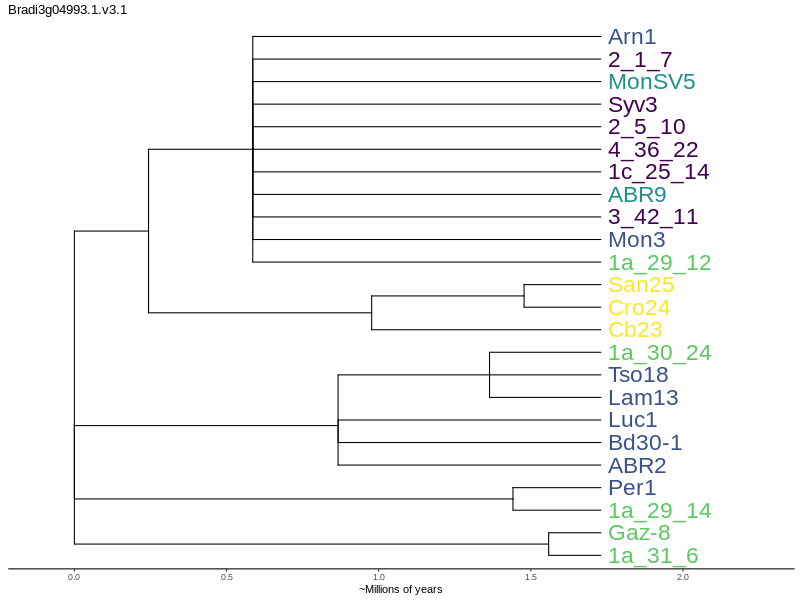 Bradi3g04993.1.v3.1
Arn1
2_1_7
MonSV5
Syv3
2_5_10
4_36_22
1c_25_14
ABR9
3_42_11
Mon3
1a_29_12
San25
Cro24
Cb23
1a_30_24
Tso18
Lam13
Luc1
Bd30-1
ABR2
Per1
1a_29_14
Gaz-8
1a_31_6
0.0 0.5 1.0 1.5 2.0
~Millions of years